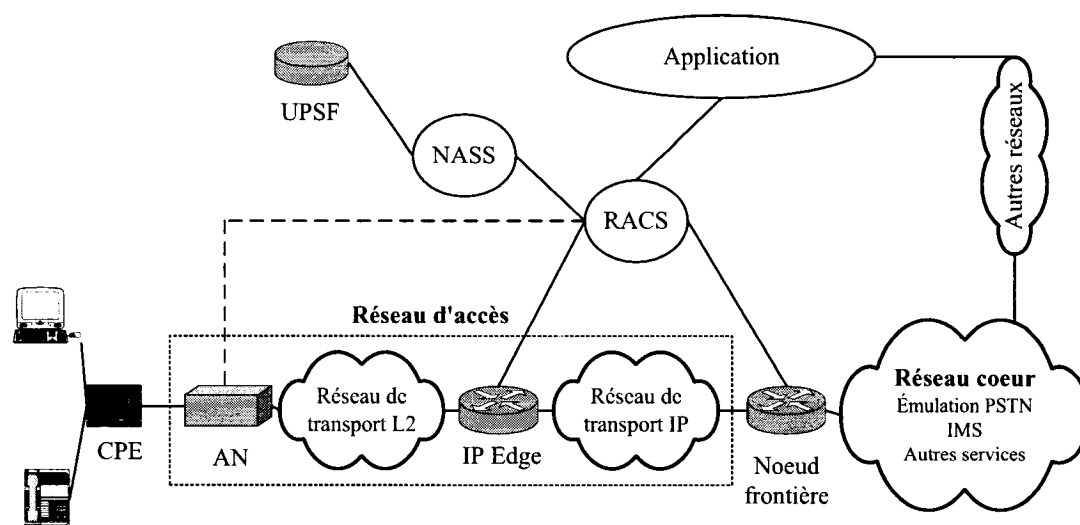 Application
UPSF
NASS
Autres réseaux
RACS
Réseau d'accès
Réseau de
transport L2
Réseau de
transport IP
Réseau coeur
Émulation PSTN
IMS
Autres services
CPE
AN
IP Edge
Noeud
frontière